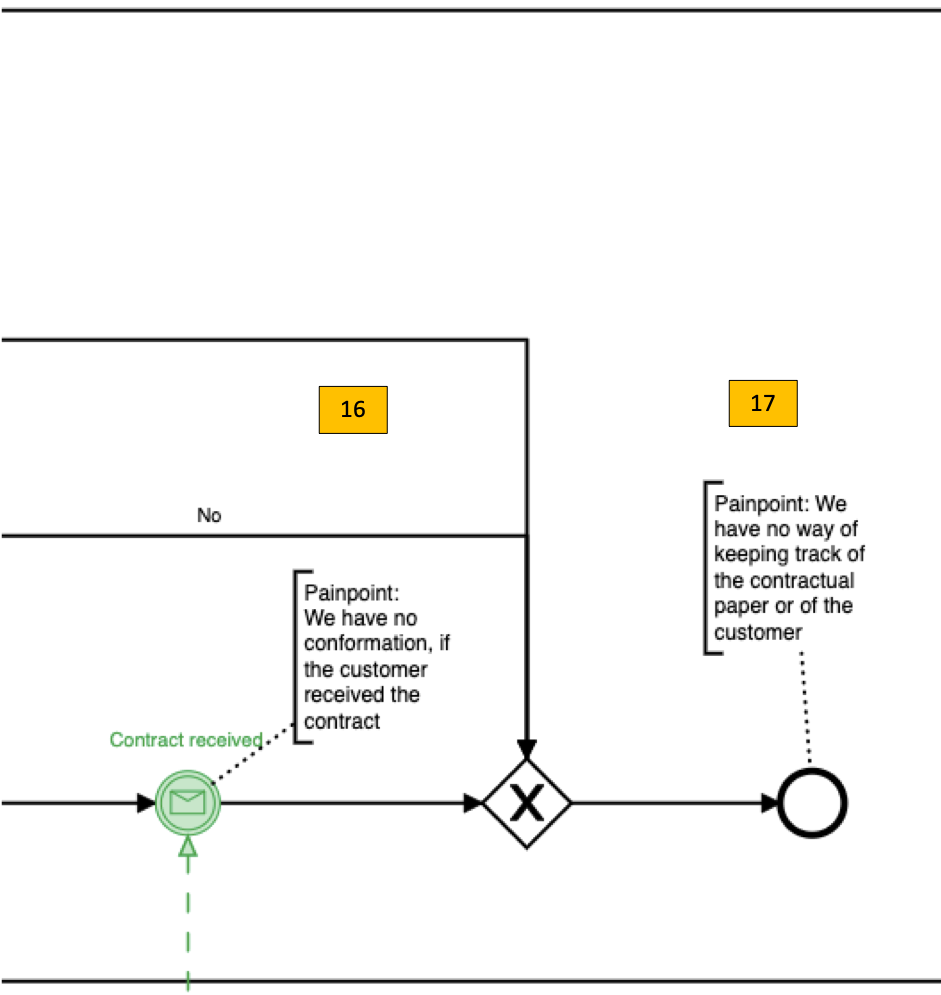 16
17
No
Painpoint: We
have no way of
keeping track of
the contractual
paper or of the
customer
Painpoint:
We have no
conformation, if
the customer
received the
contract
Contract received
X